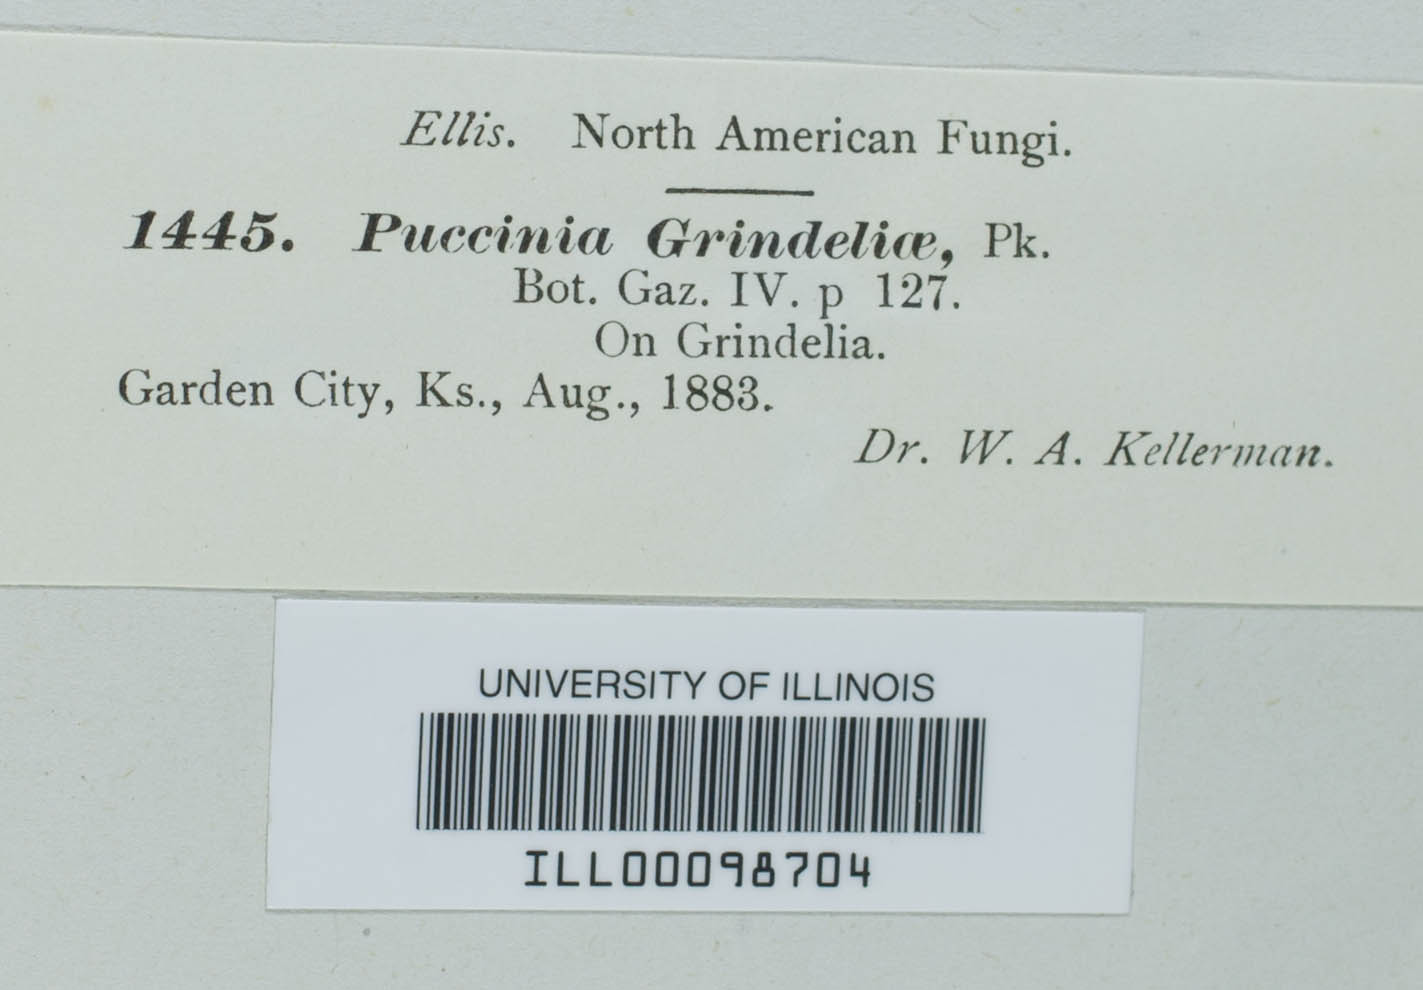 Ellis. North American Fungi.
1445. Puccinia Grindeliæ, Pk.
Bot. Gaz. IV. p 127.
On Grindelia.
Garden City, Ks., Aug., 1883.
Dr. W. A. Kellerman.
UNIVERSITY OF ILLINOIS
ILL00098704